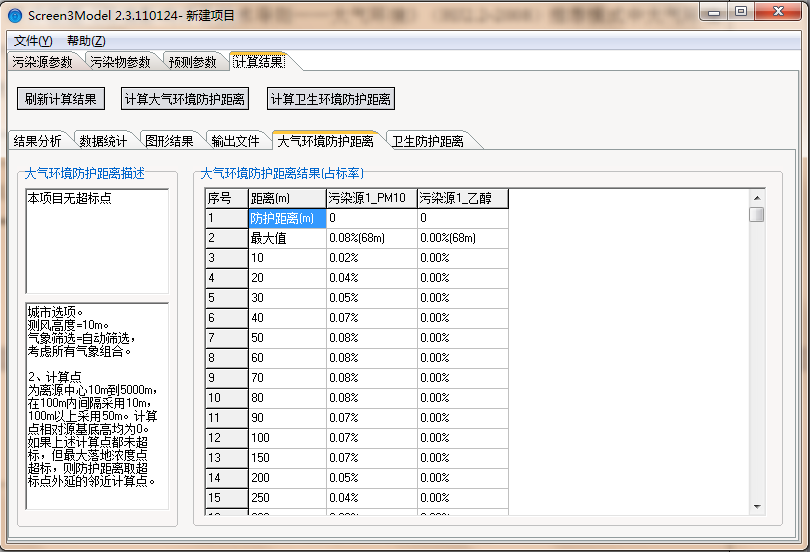 Screen3Model 2.3.110124- 新建项目
文件(Y) 帮助(Z)
污染源参数 污染物参数 预测参数 计算结果
刷新计算结果 计算大气环境防护距离 计算卫生环境防护距离
结果分析 数据统计 图形结果 输出文件 大气环境防护距离 卫生防护距离
大气环境防护距离描述
本项目无超标点
城市选项。
测风高度=10m。
气象筛选=自动筛选，
考虑所有气象组合。
2、计算点
为离源中心10m到5000m，
在100m内间隔采用10m，
100m以上采用50m。计算
点相对源基底高均为0。
如果上述计算点都未超
标，但最大落地浓度点
超标，则防护距离取超
标点外延的邻近计算点。
大气环境防护距离结果(占标率)
序号 距离(m) 污染源1_PM10 污染源1_乙醇
1 防护距离(m) 0 0
2 最大值 0.08%(68m) 0.00%(68m)
3 10 0.02% 0.00%
4 20 0.04% 0.00%
5 30 0.05% 0.00%
6 40 0.07% 0.00%
7 50 0.08% 0.00%
8 60 0.08% 0.00%
9 70 0.08% 0.00%
10 80 0.08% 0.00%
11 90 0.07% 0.00%
12 100 0.07% 0.00%
13 150 0.07% 0.00%
14 200 0.05% 0.00%
15 250 0.04% 0.00%